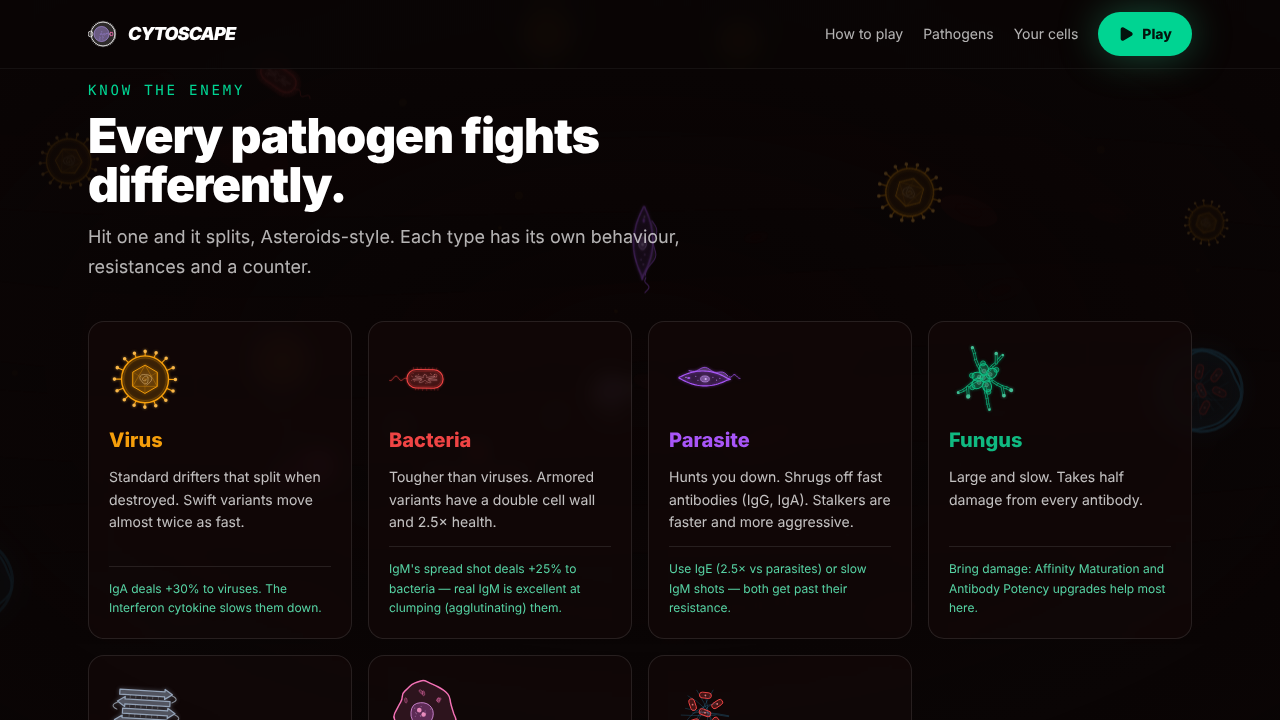 CYTOSCAPE
How to play
Pathogens
Your cells
Play
KNOW THE ENEMY
Every pathogen fights
differently.
Hit one and it splits, Asteroids-style. Each type has its own behaviour,
resistances and a counter.
Virus
Standard drifters that split when
destroyed. Swift variants move
almost twice as fast.
IgA deals +30% to viruses. The
Interferon cytokine slows them down.
Bacteria
Tougher than viruses. Armored
variants have a double cell wall
and 2.5× health.
IgM's spread shot deals +25% to
bacteria — real IgM is excellent at
clumping (agglutinating) them.
Parasite
Hunts you down. Shrugs off fast
antibodies (IgG, IgA). Stalkers are
faster and more aggressive.
Use IgE (2.5× vs parasites) or slow
IgM shots — both get past their
resistance.
Fungus
Large and slow. Takes half
damage from every antibody.
Bring damage: Affinity Maturation and
Antibody Potency upgrades help most
here.